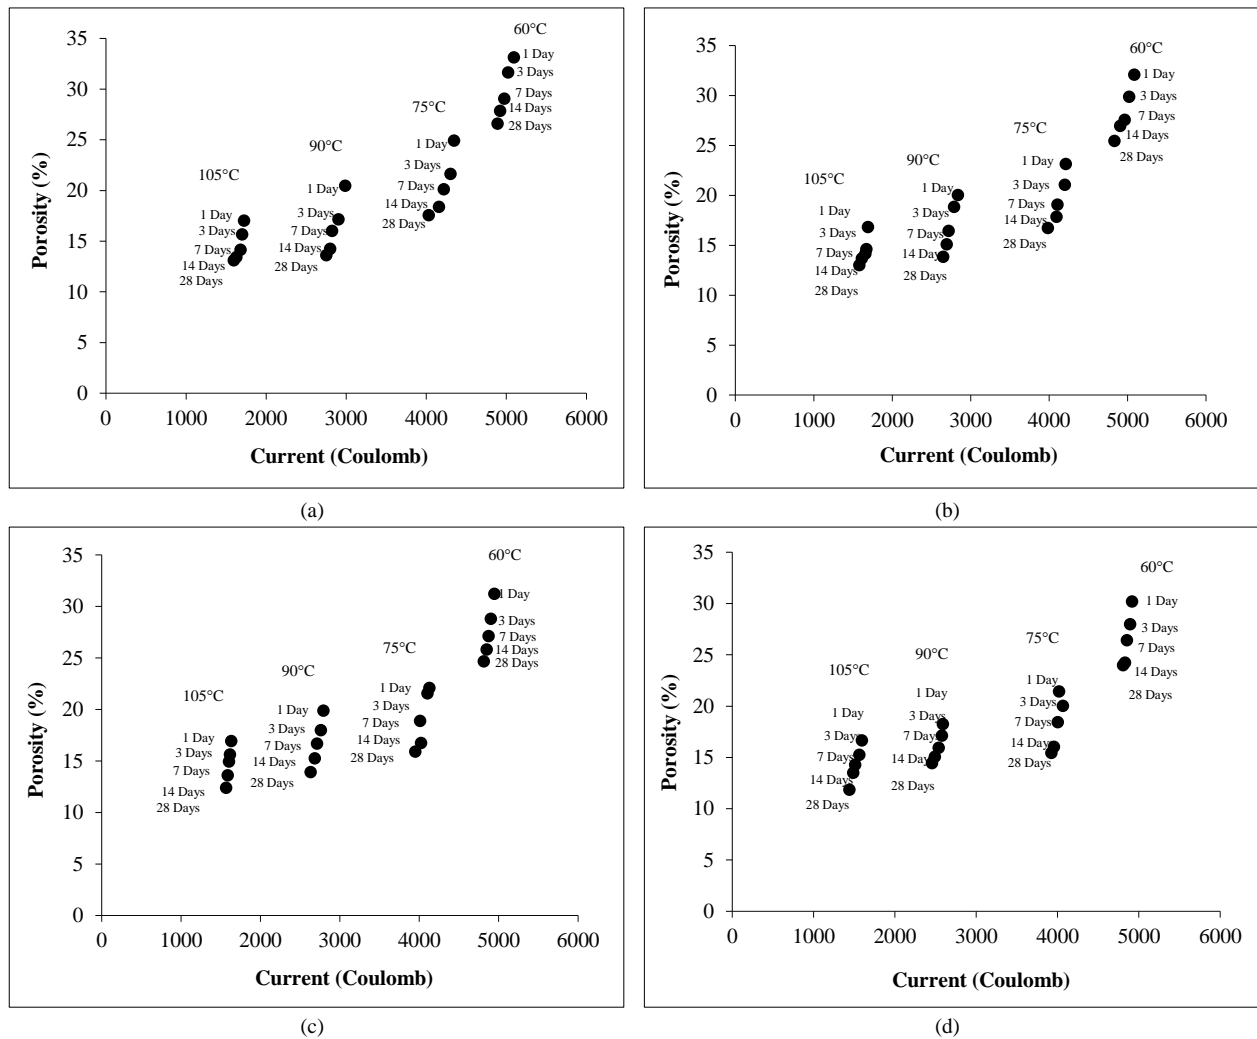 60°C
35
1 Day
3 Days
30
7 Days
75°C
14 Days
28 Days
25
1 Day
90°C
3 Days
105°C
20
1 Day
7 Days
14 Days
1 Day
3 Days
28 Days
15
3 Days
7 Days
7 Days
14 Days
14 Days
28 Days
28 Days
10
5
0
Porosity (%)
0 1000 2000 3000 4000 5000 6000
Current (Coulomb)
(a)
60°C
35
1 Day
30
3 Days
7 Days
75°C
14 Days
25
28 Days
90°C
1 Day
105°C
20
1 Day
3 Days
1 Day
3 Days
7 Days
3 Days
7 Days
14 Days
15
7 Days
14 Days
28 Days
14 Days
28 Days
28 Days
10
5
0
Porosity (%)
0 1000 2000 3000 4000 5000 6000
Current (Coulomb)
(b)
60°C
35
1 Day
30
3 Days
7 Days
75°C
14 Days
28 Days
25
90°C
1 Day
105°C
20
1 Day
3 Days
1 Day
3 Days
7 Days
3 Days
7 Days
14 Days
15
7 Days
14 Days
28 Days
14 Days
28 Days
28 Days
10
5
0
Porosity (%)
0 1000 2000 3000 4000 5000 6000
Current (Coulomb)
(c)
60°C
35
30
1 Day
3 Days
75°C
7 Days
25
90°C
14 Days
105°C
1 Day
28 Days
20
1 Day
3 Days
1 Day
3 Days
7 Days
3 Days
7 Days
14 Days
15
7 Days
14 Days
28 Days
14 Days
28 Days
28 Days
10
5
0
Porosity (%)
0 1000 2000 3000 4000 5000 6000
Current (Coulomb)
(d)